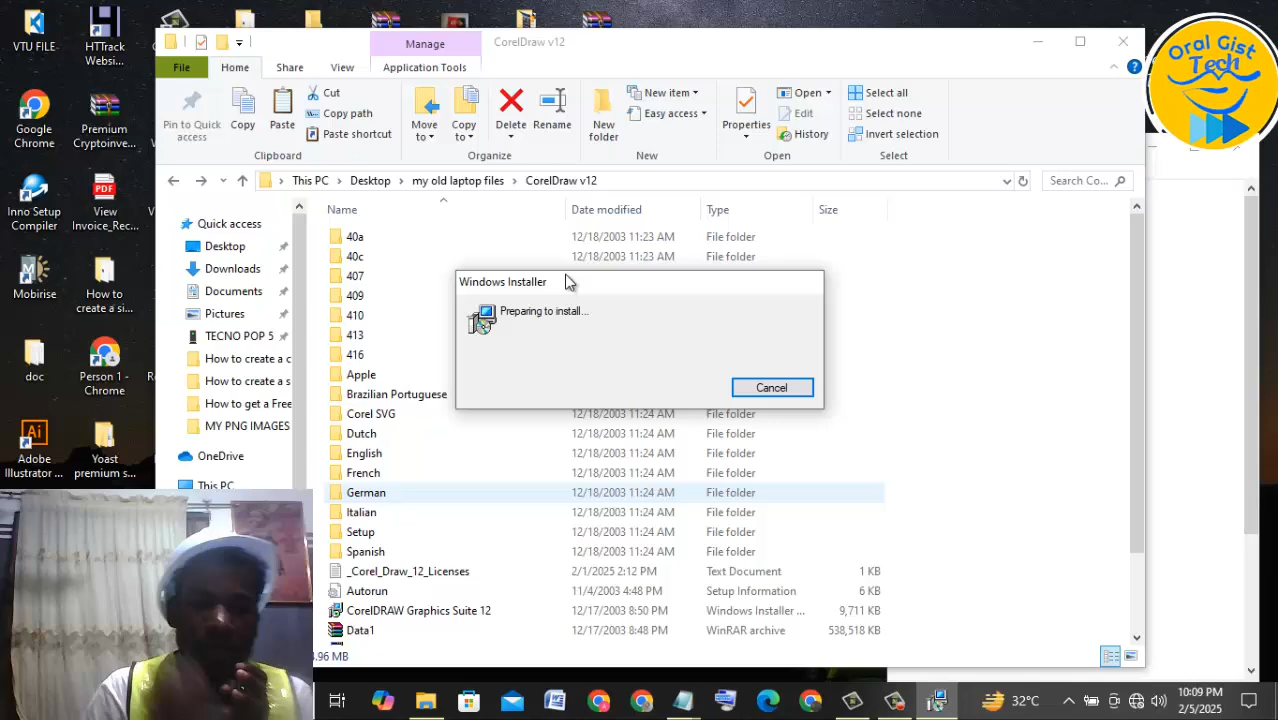 VTU FILE
HTTrack
Websi...
Google
Chrome
Premium
Cryptoinve...
Inno Setup
Compiler
View
Invoice_Rec...
Mobirise
How to
create a si...
doc
Person 1 -
Chrome
Adobe
Illustrator ...
Yoast
premium s...
Manage
CorelDraw v12
File
Home
Share
View
Application Tools
Pin to Quick
access
Copy
Paste
Cut
Copy path
Paste shortcut
Clipboard
Move
to
Copy
to
Delete
Rename
Organize
New
folder
New item
Easy access
New
Properties
Open
Edit
History
Open
Select all
Select none
Invert selection
Select
This PC > Desktop > my old laptop files > CorelDraw v12
Search Co...
Name Date modified Type Size
Quick access
Desktop
Downloads
Documents
Pictures
TECNO POP 5
How to create a c
How to create a s
How to get a Free
MY PNG IMAGES
OneDrive
This PC
40a 12/18/2003 11:23 AM File folder
40c 12/18/2003 11:23 AM File folder
407
409
410
413
416
Apple
Brazilian Portuguese
Corel SVG 12/18/2003 11:24 AM File folder
Dutch 12/18/2003 11:24 AM File folder
English 12/18/2003 11:24 AM File folder
French 12/18/2003 11:24 AM File folder
German 12/18/2003 11:24 AM File folder
Italian 12/18/2003 11:24 AM File folder
Setup 12/18/2003 11:24 AM File folder
Spanish 12/18/2003 11:24 AM File folder
_Corel_Draw_12_Licenses 2/1/2025 2:12 PM Text Document 1 KB
Autorun 11/4/2003 4:48 PM Setup Information 6 KB
CorelDRAW Graphics Suite 12 12/17/2003 8:50 PM Windows Installer ... 9,711 KB
Data1 12/17/2003 8:48 PM WinRAR archive 538,518 KB
Windows Installer
Preparing to install...
Cancel
.96 MB
Oral Gist
Tech
32°C
10:09 PM
2/5/2025